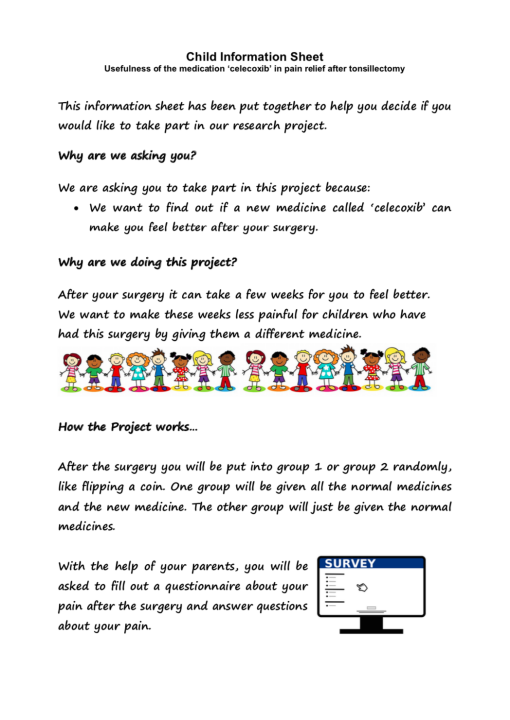 Child Information Sheet
Usefulness of the medication ‘celecoxib’ in pain relief after tonsillectomy
This information sheet has been put together to help you decide if you
would like to take part in our research project.
Why are we asking you?
We are asking you to take part in this project because:
• We want to find out if a new medicine called ‘celecoxib’ can
make you feel better after your surgery.
Why are we doing this project?
After your surgery it can take a few weeks for you to feel better.
We want to make these weeks less painful for children who have
had this surgery by giving them a different medicine.
How the Project works…
After the surgery you will be put into group 1 or group 2 randomly,
like flipping a coin. One group will be given all the normal medicines
and the new medicine. The other group will just be given the normal
medicines.
With the help of your parents, you will be
asked to fill out a questionnaire about your
pain after the surgery and answer questions
about your pain.
SURVEY